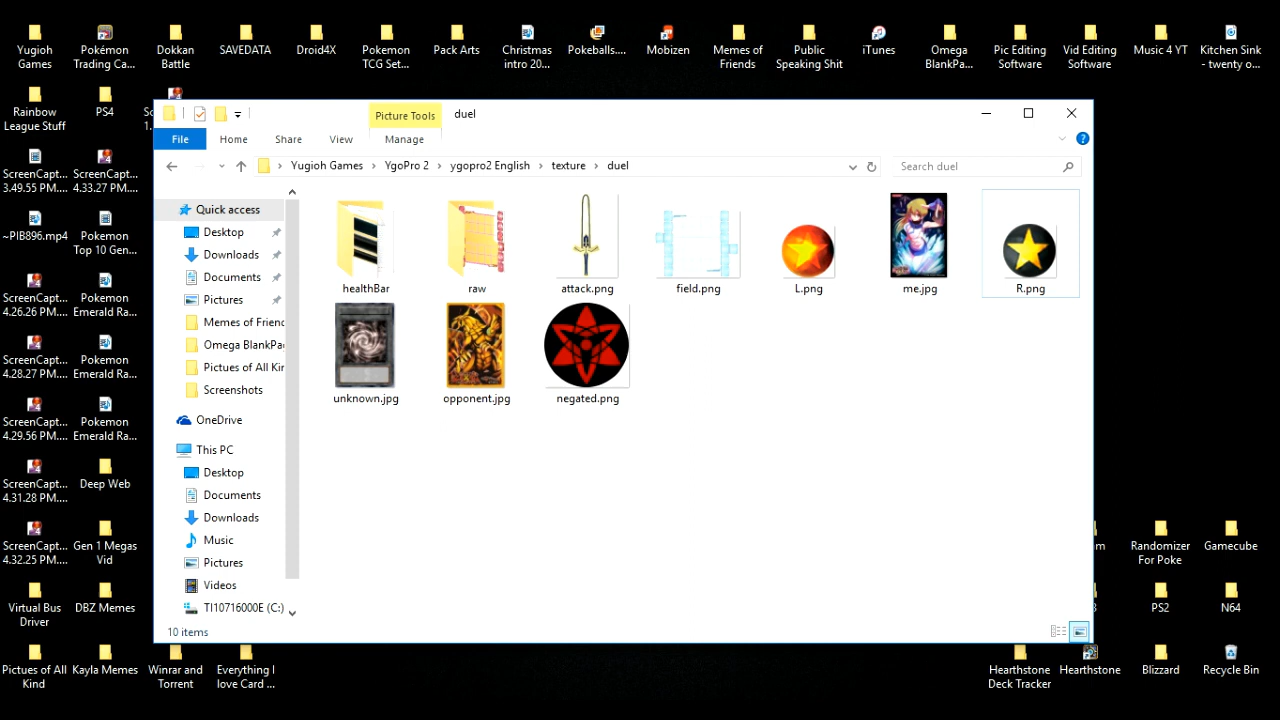 Yugioh
Games
Pokémon
Trading Ca...
Dokkan
Battle
SAVEDATA
Droid4X
Pokemon
TCG Set...
Pack Arts
Christmas
intro 20...
Pokeballs....
Mobizen
Memes of
Friends
Public
Speaking Shit
iTunes
Omega
BlankPa...
Pic Editing
Software
Vid Editing
Software
Music 4 YT
Kitchen Sink
- twenty o...
Rainbow
League Stuff
PS4
Sc
1.
Picture Tools
duel
File
Home
Share
View
Manage
Yugioh Games
YgoPro 2
ygopro2 English
texture
duel
Search duel
ScreenCapt...
3.49.55 PM....
ScreenCapt...
4.33.27 PM....
~PIB896.mp4
Pokemon
Top 10 Gen...
ScreenCapt...
4.26.26 PM....
Pokemon
Emerald Ra...
ScreenCapt...
4.28.27 PM....
Pokemon
Emerald Ra...
ScreenCapt...
4.29.56 PM....
Pokemon
Emerald Ra...
ScreenCapt...
4.31.28 PM....
Deep Web
ScreenCapt...
4.32.25 PM....
Gen 1 Megas
Vid
Virtual Bus
Driver
DBZ Memes
Pictues of All
Kind
Kayla Memes
Winrar and
Torrent
Everything I
love Card ...
Quick access
Desktop
Downloads
Documents
Pictures
Memes of Frienc
Omega BlankPa
Pictues of All Kir
Screenshots
OneDrive
This PC
Desktop
Documents
Downloads
Music
Pictures
Videos
TI10716000E (C:)
healthBar
raw
attack.png
field.png
L.png
me.jpg
R.png
unknown.jpg
opponent.jpg
negated.png
10 items
m
Randomizer
For Poke
Gamecube
PS2
N64
Hearthstone
Deck Tracker
Hearthstone
Blizzard
Recycle Bin